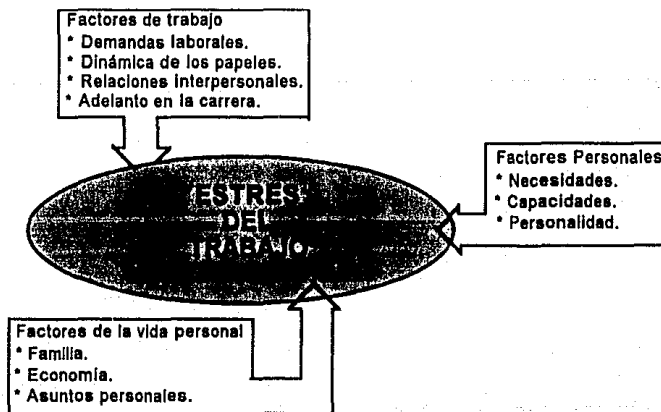 Factores de trabajo
* Demandas laborales.
* Dinámica de los papeles.
* Relaciones interpersonales.
* Adelanto en la carrera.
ESTRES
DEL
TRABAJO
Factores Personales
* Necesidades.
* Capacidades.
* Personalidad.
Factores de la vida personal
* Familia.
* Economía.
* Asuntos personales.